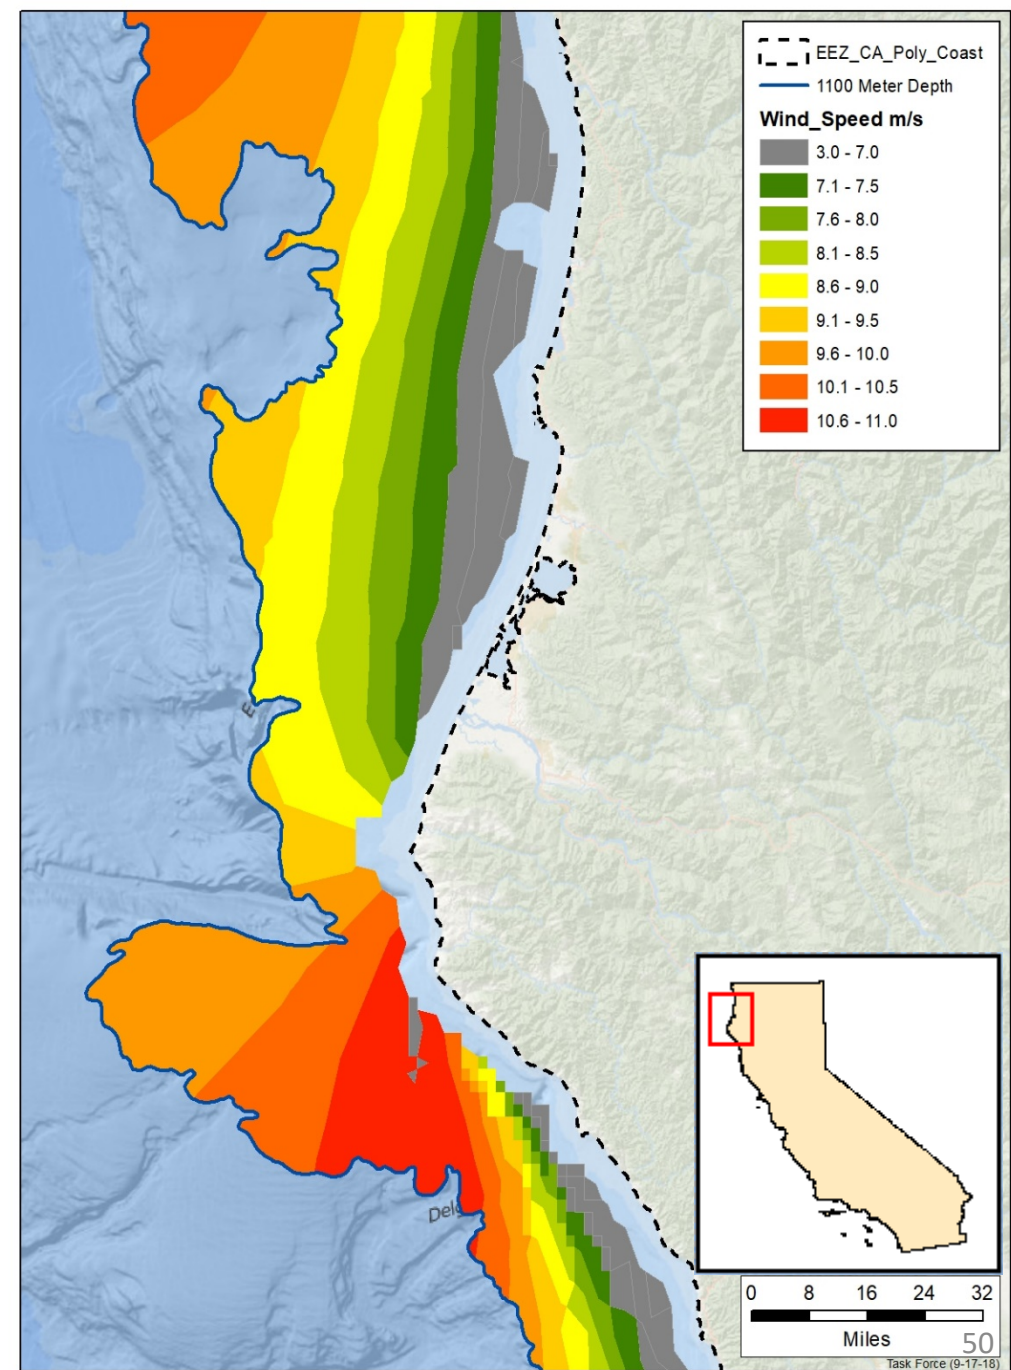 EEZ_CA_Poly_Coast
1100 Meter Depth
Wind_Speed m/s
3.0 - 7.0
7.1 - 7.5
7.6 - 8.0
8.1 - 8.5
8.6 - 9.0
9.1 - 9.5
9.6 - 10.0
10.1 - 10.5
10.6 - 11.0
E
Delg
0 8 16 24 32
Miles
50
Task Force (9-17-18)